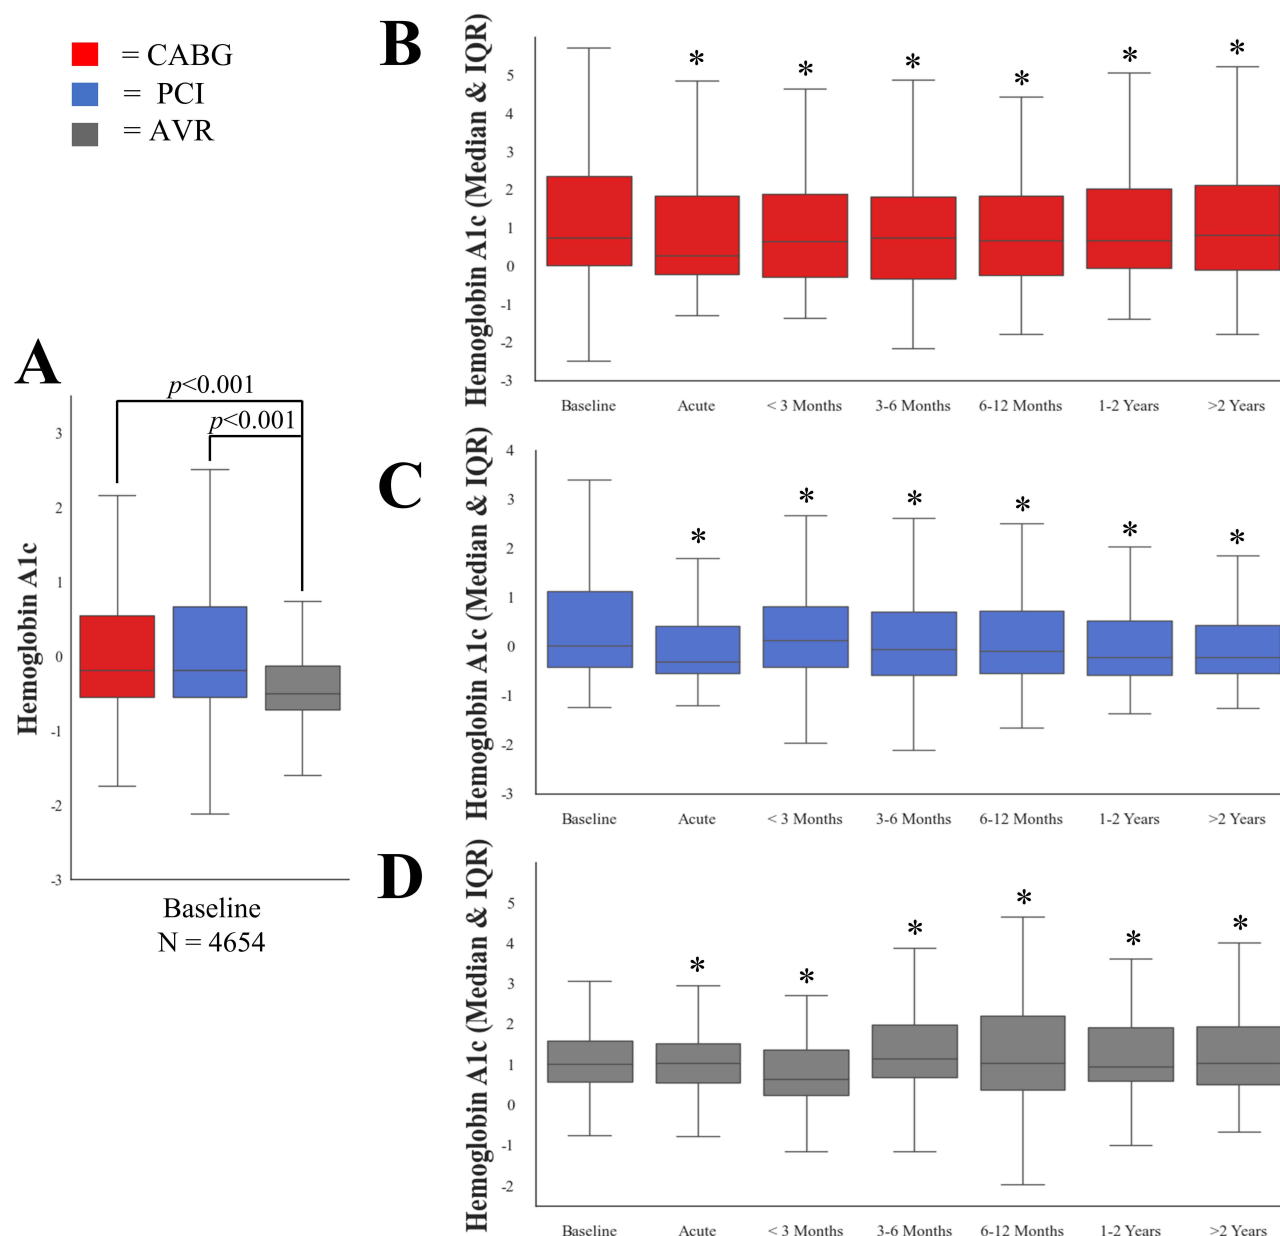 = CABG
= PCI
= AVR
A
p<0.001
p<0.001
Hemoglobin A1c
3
2
1
0
-1
-2
-3
Baseline
N = 4654
B
Hemoglobin A1c (Median & IQR)
5
4
3
2
1
0
-1
-2
-3
* * * * * *
Baseline Acute < 3 Months 3-6 Months 6-12 Months 1-2 Years >2 Years
C
Hemoglobin A1c (Median & IQR)
4
3
2
1
0
-1
-2
-3
* * * * * *
Baseline Acute < 3 Months 3-6 Months 6-12 Months 1-2 Years >2 Years
D
Hemoglobin A1c (Median & IQR)
5
4
3
2
1
0
-1
-2
* * * * * *
Baseline Acute < 3 Months 3-6 Months 6-12 Months 1-2 Years >2 Years